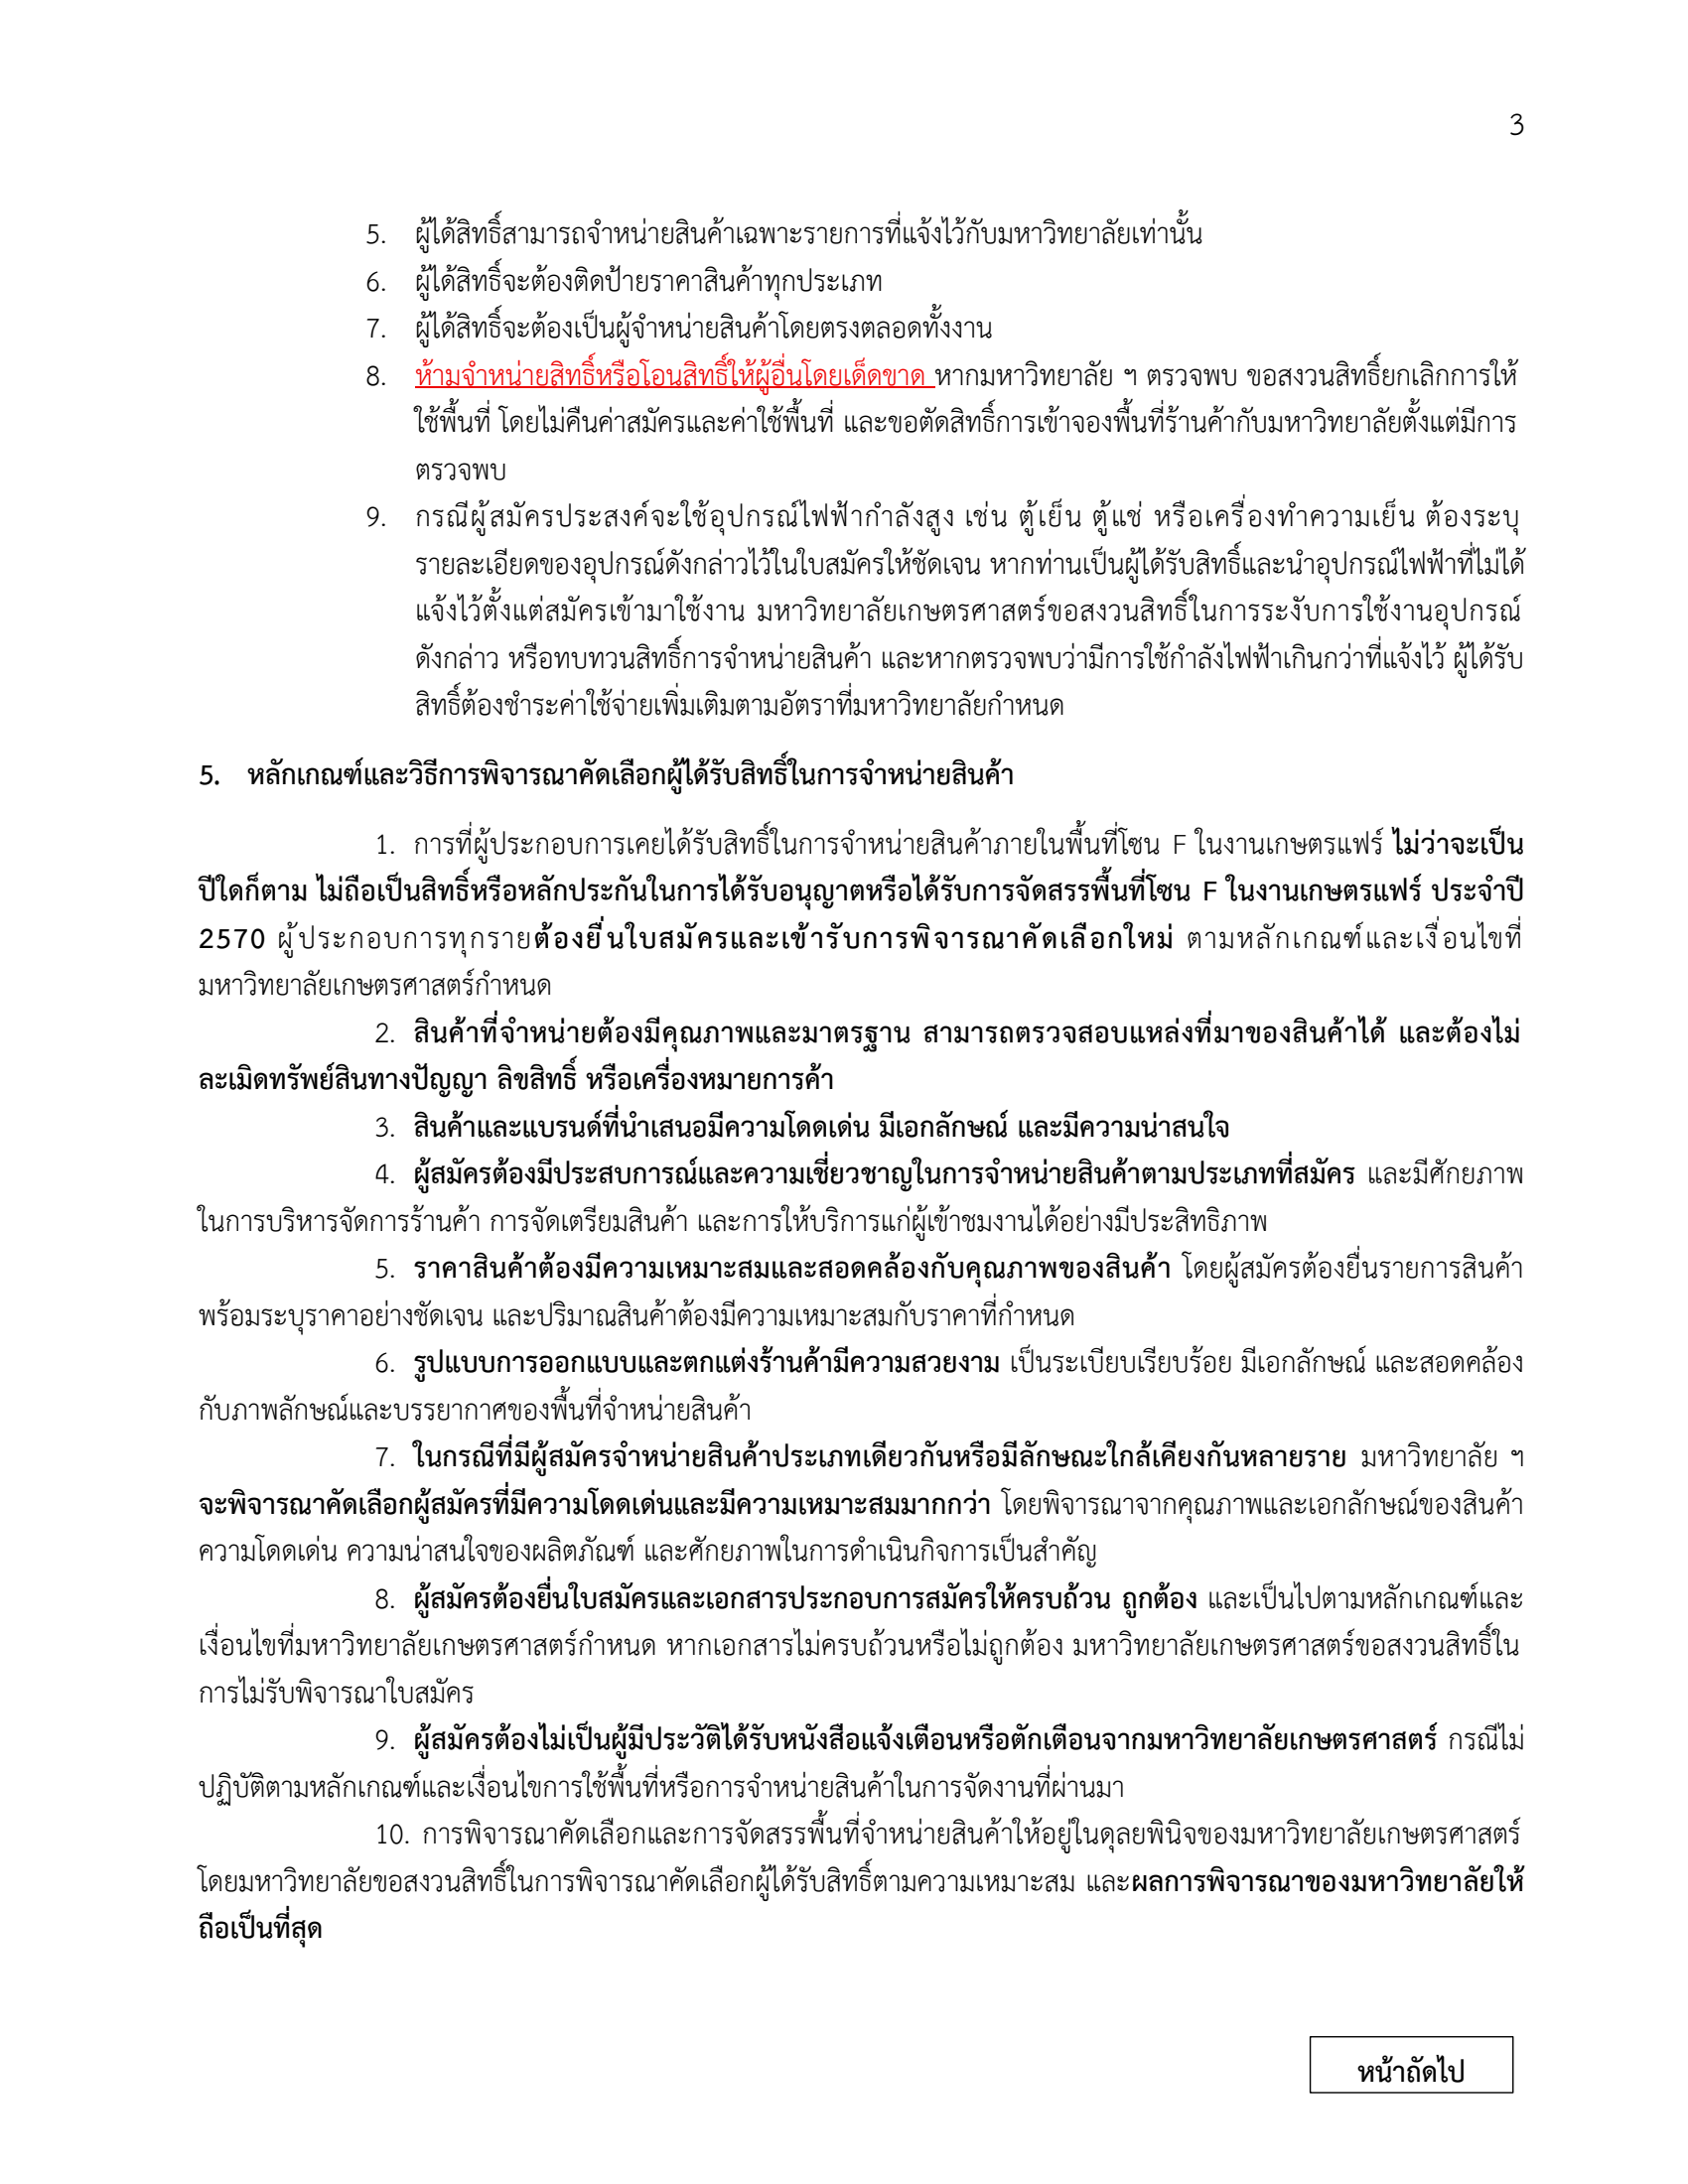 3
5. ผู้ได้สิทธิ์สามารถจำหน่ายสินค้าเฉพาะรายการที่แจ้งไว้กับมหาวิทยาลัยเท่านั้น
6. ผู้ได้สิทธิ์จะต้องติดป้ายราคาสินค้าทุกประเภท
7. ผู้ได้สิทธิ์จะต้องเป็นผู้จำหน่ายสินค้าโดยตรงตลอดทั้งงาน
8. ห้ามจำหน่ายสิทธิ์หรือโอนสิทธิ์ให้ผู้อื่นโดยเด็ดขาด หากมหาวิทยาลัย ฯ ตรวจพบ ขอสงวนสิทธิ์ยกเลิกการให้
ใช้พื้นที่ โดยไม่คืนค่าสมัครและค่าใช้พื้นที่ และขอตัดสิทธิ์การเข้าจองพื้นที่ร้านค้ากับมหาวิทยาลัยตั้งแต่มีการ
ตรวจพบ
9. กรณีผู้สมัครประสงค์จะใช้อุปกรณ์ไฟฟ้ากำลังสูง เช่น ตู้เย็น ตู้แช่ หรือเครื่องทำความเย็น ต้องระบุ
รายละเอียดของอุปกรณ์ดังกล่าวไว้ในใบสมัครให้ชัดเจน หากท่านเป็นผู้ได้รับสิทธิ์และนำอุปกรณ์ไฟฟ้าที่ไม่ได้
แจ้งไว้ตั้งแต่สมัครเข้ามาใช้งาน มหาวิทยาลัยเกษตรศาสตร์ขอสงวนสิทธิ์ในการระงับการใช้งานอุปกรณ์
ดังกล่าว หรือทบทวนสิทธิ์การจำหน่ายสินค้า และหากตรวจพบว่ามีการใช้กำลังไฟฟ้าเกินกว่าที่แจ้งไว้ ผู้ได้รับ
สิทธิ์ต้องชำระค่าใช้จ่ายเพิ่มเติมตามอัตราที่มหาวิทยาลัยกำหนด
5. หลักเกณฑ์และวิธีการพิจารณาคัดเลือกผู้ได้รับสิทธิ์ในการจำหน่ายสินค้า
1. การที่ผู้ประกอบการเคยได้รับสิทธิ์ในการจำหน่ายสินค้าภายในพื้นที่โซน F ในงานเกษตรแฟร์ ไม่ว่าจะเป็น
ปีใดก็ตาม ไม่ถือเป็นสิทธิ์หรือหลักประกันในการได้รับอนุญาตหรือได้รับการจัดสรรพื้นที่โซน F ในงานเกษตรแฟร์ ประจำปี
2570 ผู้ประกอบการทุกรายต้องยื่นใบสมัครและเข้ารับการพิจารณาคัดเลือกใหม่ ตามหลักเกณฑ์และเงื่อนไขที่
มหาวิทยาลัยเกษตรศาสตร์กำหนด
2. สินค้าที่จำหน่ายต้องมีคุณภาพและมาตรฐาน สามารถตรวจสอบแหล่งที่มาของสินค้าได้ และต้องไม่
ละเมิดทรัพย์สินทางปัญญา ลิขสิทธิ์ หรือเครื่องหมายการค้า
3. สินค้าและแบรนด์ที่นำเสนอมีความโดดเด่น มีเอกลักษณ์ และมีความน่าสนใจ
4. ผู้สมัครต้องมีประสบการณ์และความเชี่ยวชาญในการจำหน่ายสินค้าตามประเภทที่สมัคร และมีศักยภาพ
ในการบริหารจัดการร้านค้า การจัดเตรียมสินค้า และการให้บริการแก่ผู้เข้าชมงานได้อย่างมีประสิทธิภาพ
5. ราคาสินค้าต้องมีความเหมาะสมและสอดคล้องกับคุณภาพของสินค้า โดยผู้สมัครต้องยื่นรายการสินค้า
พร้อมระบุราคาอย่างชัดเจน และปริมาณสินค้าต้องมีความเหมาะสมกับราคาที่กำหนด
6. รูปแบบการออกแบบและตกแต่งร้านค้ามีความสวยงาม เป็นระเบียบเรียบร้อย มีเอกลักษณ์ และสอดคล้อง
กับภาพลักษณ์และบรรยากาศของพื้นที่จำหน่ายสินค้า
7. ในกรณีที่มีผู้สมัครจำหน่ายสินค้าประเภทเดียวกันหรือมีลักษณะใกล้เคียงกันหลายราย มหาวิทยาลัย ฯ
จะพิจารณาคัดเลือกผู้สมัครที่มีความโดดเด่นและมีความเหมาะสมมากกว่า โดยพิจารณาจากคุณภาพและเอกลักษณ์ของสินค้า
ความโดดเด่น ความน่าสนใจของผลิตภัณฑ์ และศักยภาพในการดำเนินกิจการเป็นสำคัญ
8. ผู้สมัครต้องยื่นใบสมัครและเอกสารประกอบการสมัครให้ครบถ้วน ถูกต้อง และเป็นไปตามหลักเกณฑ์และ
เงื่อนไขที่มหาวิทยาลัยเกษตรศาสตร์กำหนด หากเอกสารไม่ครบถ้วนหรือไม่ถูกต้อง มหาวิทยาลัยเกษตรศาสตร์ขอสงวนสิทธิ์ใน
การไม่รับพิจารณาใบสมัคร
9. ผู้สมัครต้องไม่เป็นผู้มีประวัติได้รับหนังสือแจ้งเตือนหรือตักเตือนจากมหาวิทยาลัยเกษตรศาสตร์ กรณีไม่
ปฏิบัติตามหลักเกณฑ์และเงื่อนไขการใช้พื้นที่หรือการจำหน่ายสินค้าในการจัดงานที่ผ่านมา
10. การพิจารณาคัดเลือกและการจัดสรรพื้นที่จำหน่ายสินค้าให้อยู่ในดุลยพินิจของมหาวิทยาลัยเกษตรศาสตร์
โดยมหาวิทยาลัยขอสงวนสิทธิ์ในการพิจารณาคัดเลือกผู้ได้รับสิทธิ์ตามความเหมาะสม และผลการพิจารณาของมหาวิทยาลัยให้
ถือเป็นที่สุด
หน้าถัดไป